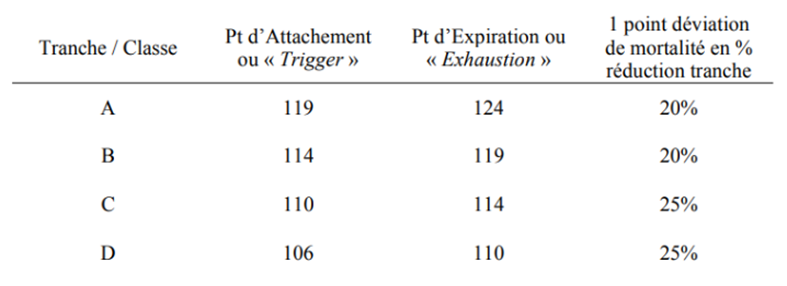 Tranche / Classe | Pt d’Attachement ou « Trigger » | Pt d’Expiration ou « Exhaustion » | 1 point déviation de mortalité en % réduction tranche
A | 119 | 124 | 20%
B | 114 | 119 | 20%
C | 110 | 114 | 25%
D | 106 | 110 | 25%